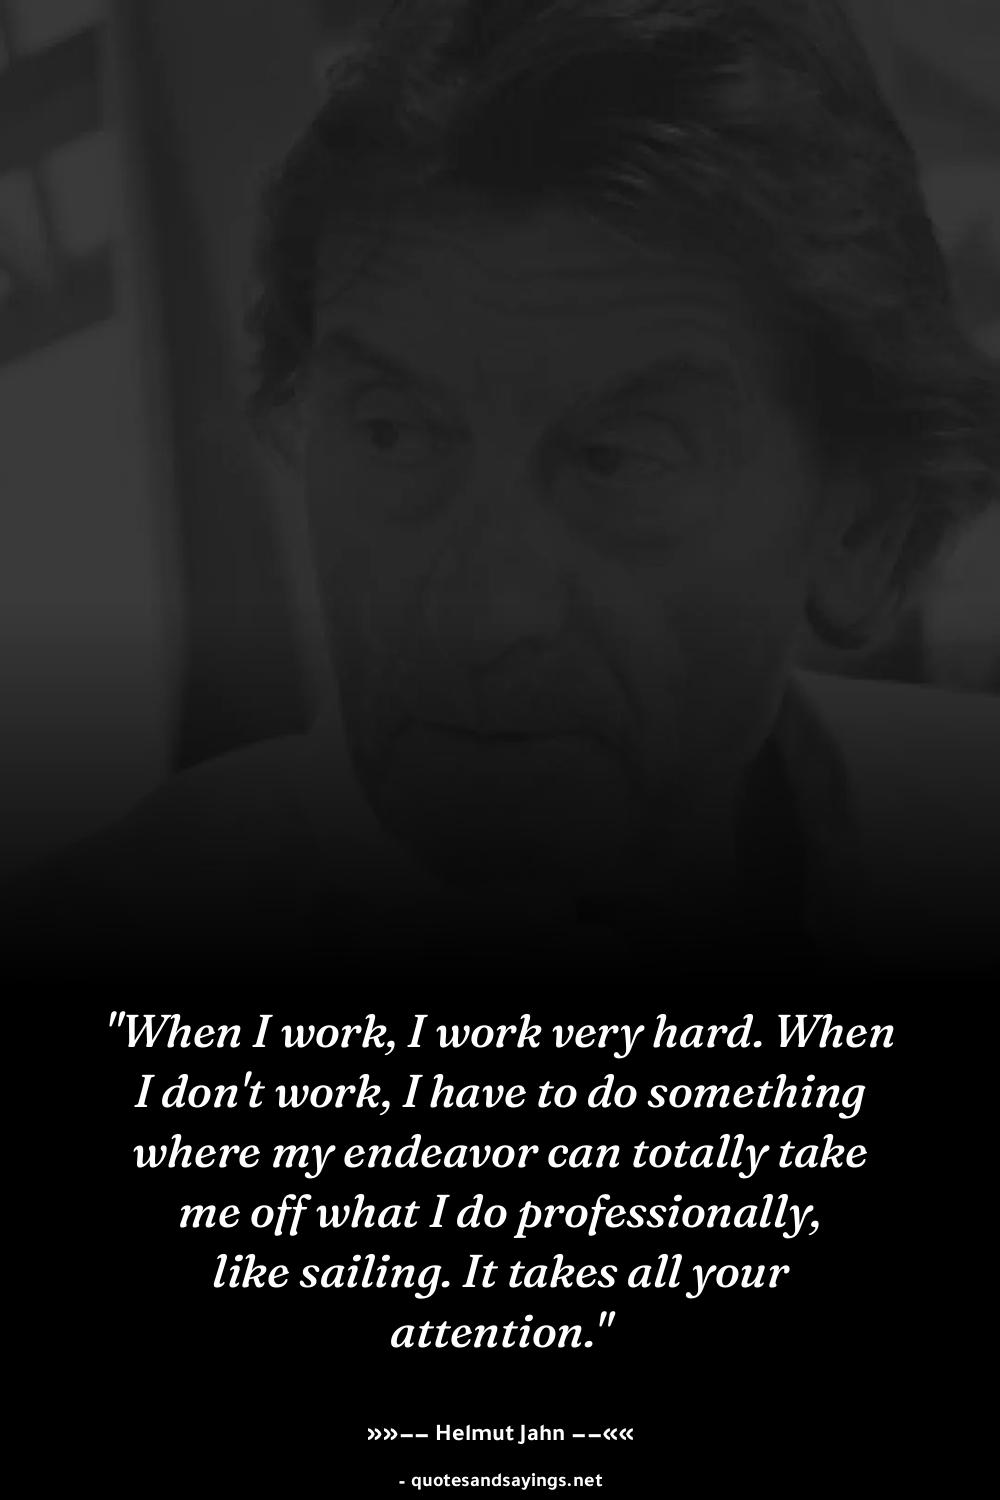 "When I work, I work very hard. When
I don't work, I have to do something
where my endeavor can totally take
me off what I do professionally,
like sailing. It takes all your
attention."
»»−− Helmut Jahn −−««
- quotesandsayings.net